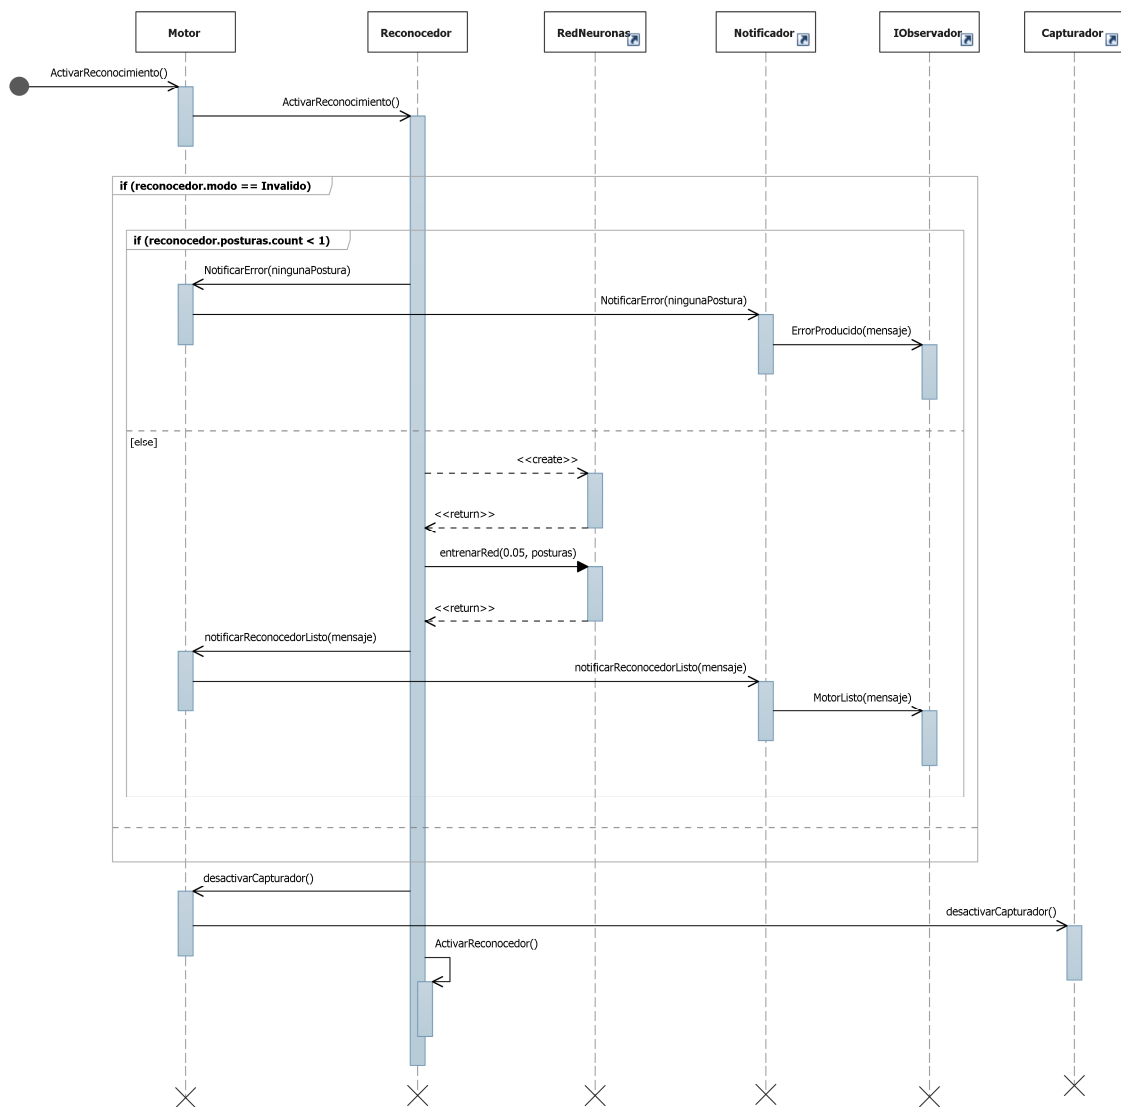 Motor
Reconocedor
RedNeuronas
Notificador
IObservador
Capturador
ActivarReconocimiento()
ActivarReconocimiento()
if (reconocedor.modo == Invalido)
if (reconocedor.posturas.count < 1)
NotificarError(ningunaPostura)
NotificarError(ningunaPostura)
ErrorProducido(mensaje)
[else]
<<create>>
<<return>>
entrenarRed(0.05, posturas)
<<return>>
notificarReconocedorListo(mensaje)
notificarReconocedorListo(mensaje)
MotorListo(mensaje)
desactivarCapturador()
desactivarCapturador()
ActivarReconocedor()